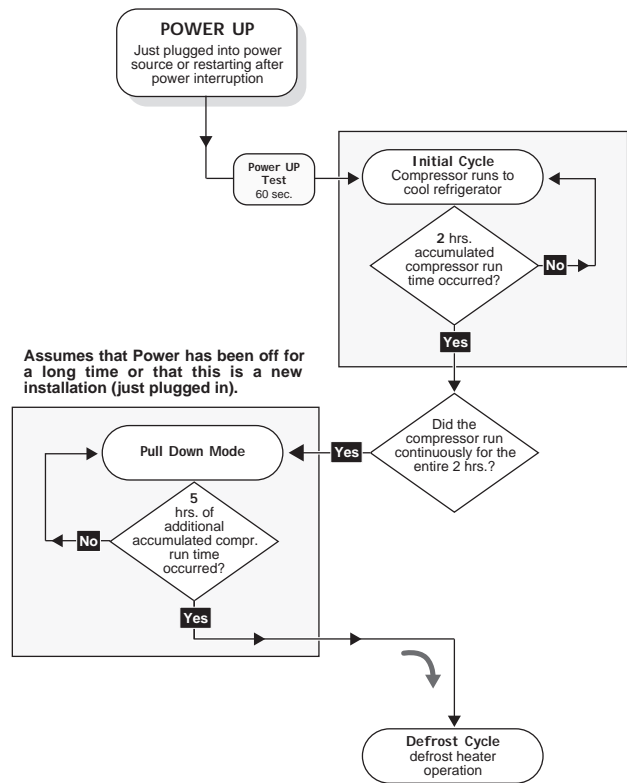 POWER UP
Just plugged into power
source or restarting after
power interruption
Power UP
Test
60 sec.
Initial Cycle
Compressor runs to
cool refrigerator
2 hrs.
accumulated
compressor run
time occurred?
No
Yes
Assumes that Power has been off for
a long time or that this is a new
installation (just plugged in).
Did the
compressor run
continuously for the
entire 2 hrs.?
Yes
Pull Down Mode
5
hrs. of
additional
accumulated compr.
run time
occurred?
No
Yes
Defrost Cycle
defrost heater
operation